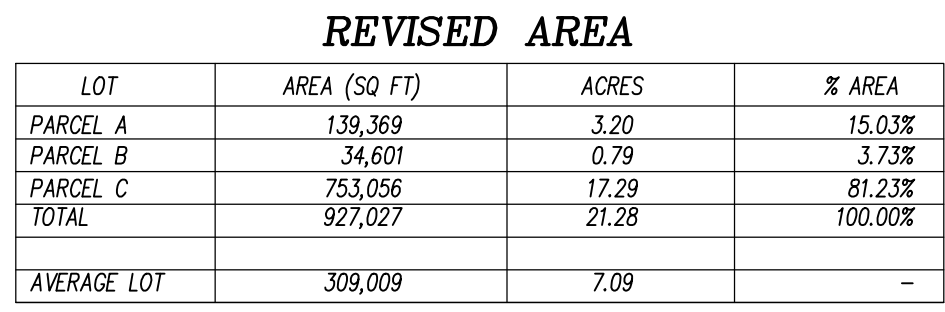 REVISED AREA
LOT AREA (SQ FT) ACRES % AREA
PARCEL A 139,369 3.20 15.03%
PARCEL B 34,601 0.79 3.73%
PARCEL C 753,056 17.29 81.23%
TOTAL 927,027 21.28 100.00%
AVERAGE LOT 309,009 7.09 –